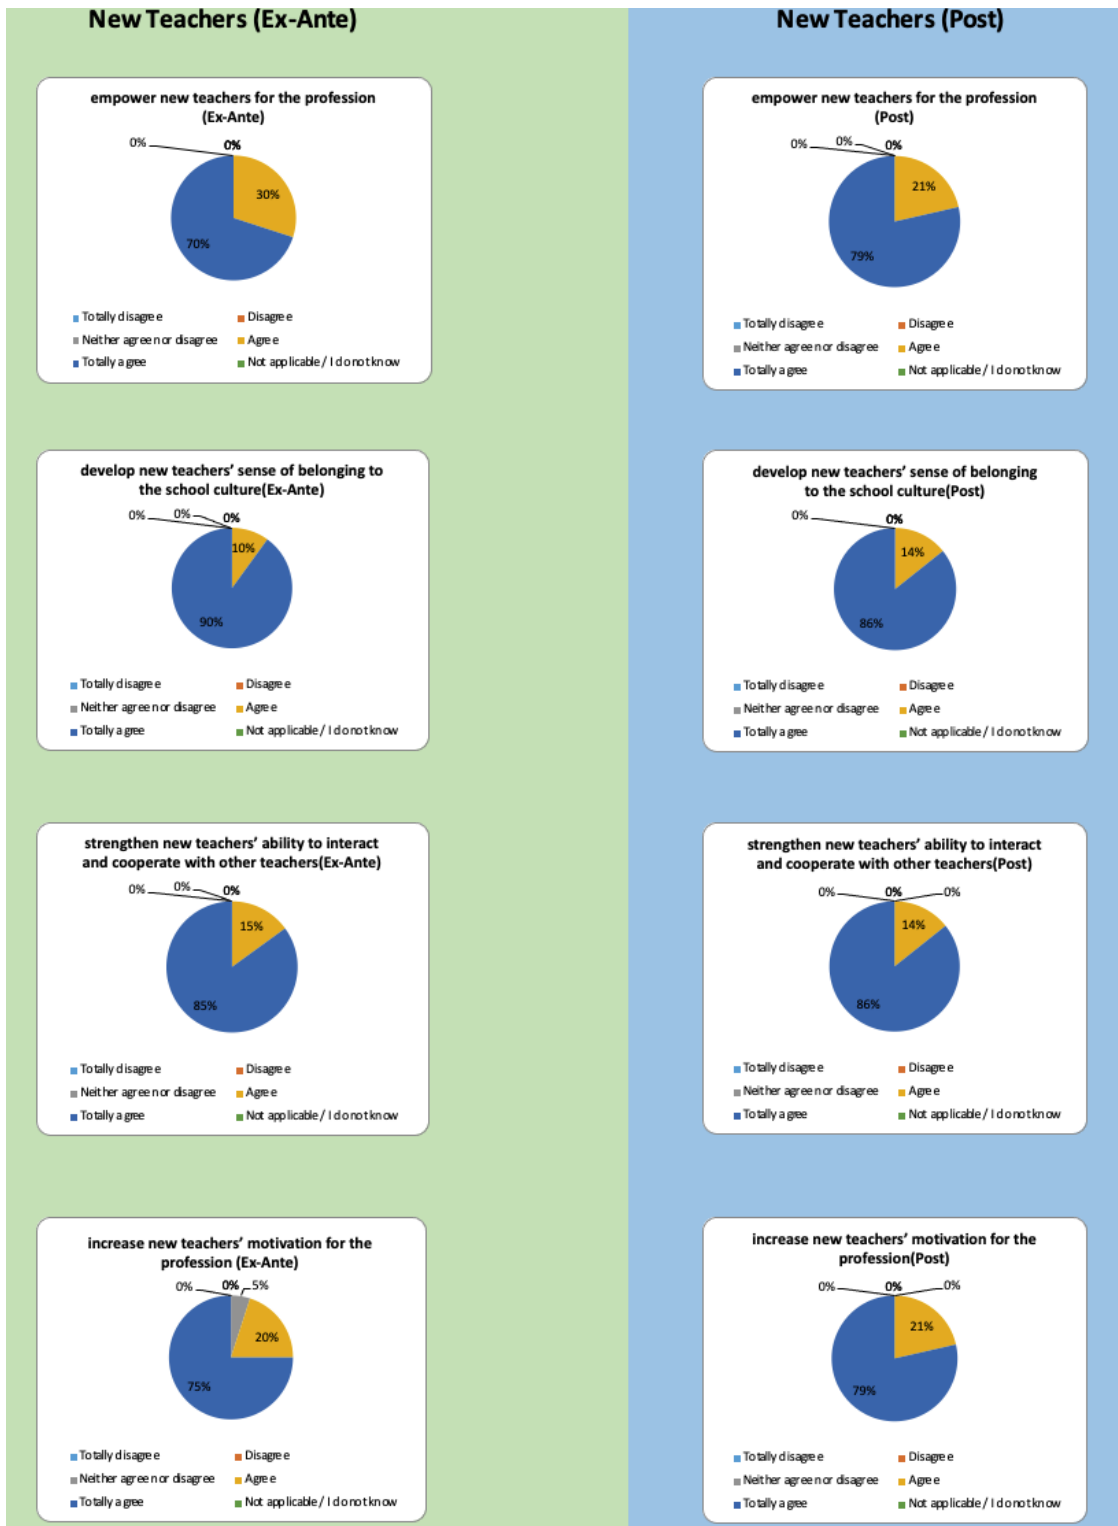 New Teachers (Ex-Ante)
New Teachers (Post)
empower new teachers for the profession
(Ex-Ante)
0%
0%
30%
70%
Totally disagree
Disagree
Neither agree nor disagree
Agree
Totally agree
Not applicable / I do not know
empower new teachers for the profession
(Post)
0%
0%
0%
21%
79%
Totally disagree
Disagree
Neither agree nor disagree
Agree
Totally agree
Not applicable / I do not know
develop new teachers’ sense of belonging to
the school culture(Ex-Ante)
0%
0%
0%
10%
90%
Totally disagree
Disagree
Neither agree nor disagree
Agree
Totally agree
Not applicable / I do not know
develop new teachers’ sense of belonging
to the school culture(Post)
0%
0%
14%
86%
Totally disagree
Disagree
Neither agree nor disagree
Agree
Totally agree
Not applicable / I do not know
strengthen new teachers’ ability to interact
and cooperate with other teachers(Ex-Ante)
0%
0%
0%
15%
85%
Totally disagree
Disagree
Neither agree nor disagree
Agree
Totally agree
Not applicable / I do not know
strengthen new teachers’ ability to interact
and cooperate with other teachers(Post)
0%
0%
0%
14%
86%
Totally disagree
Disagree
Neither agree nor disagree
Agree
Totally agree
Not applicable / I do not know
increase new teachers’ motivation for the
profession (Ex-Ante)
0%
0%
5%
20%
75%
Totally disagree
Disagree
Neither agree nor disagree
Agree
Totally agree
Not applicable / I do not know
increase new teachers’ motivation for the
profession(Post)
0%
0%
0%
21%
79%
Totally disagree
Disagree
Neither agree nor disagree
Agree
Totally agree
Not applicable / I do not know